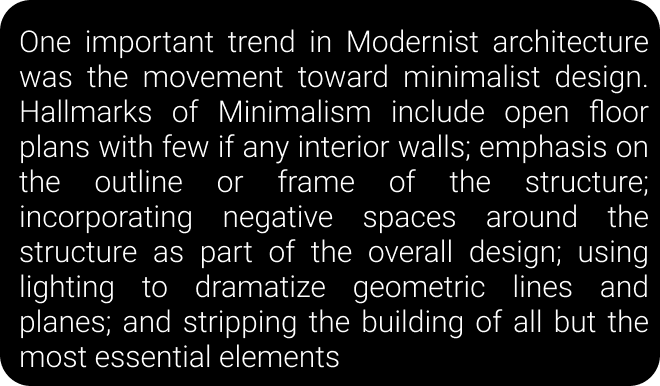 One important trend in Modernist architecture
was the movement toward minimalist design.
Hallmarks of Minimalism include open floor
plans with few if any interior walls; emphasis on
the outline or frame of the structure;
incorporating negative spaces around the
structure as part of the overall design; using
lighting to dramatize geometric lines and
planes; and stripping the building of all but the
most essential elements